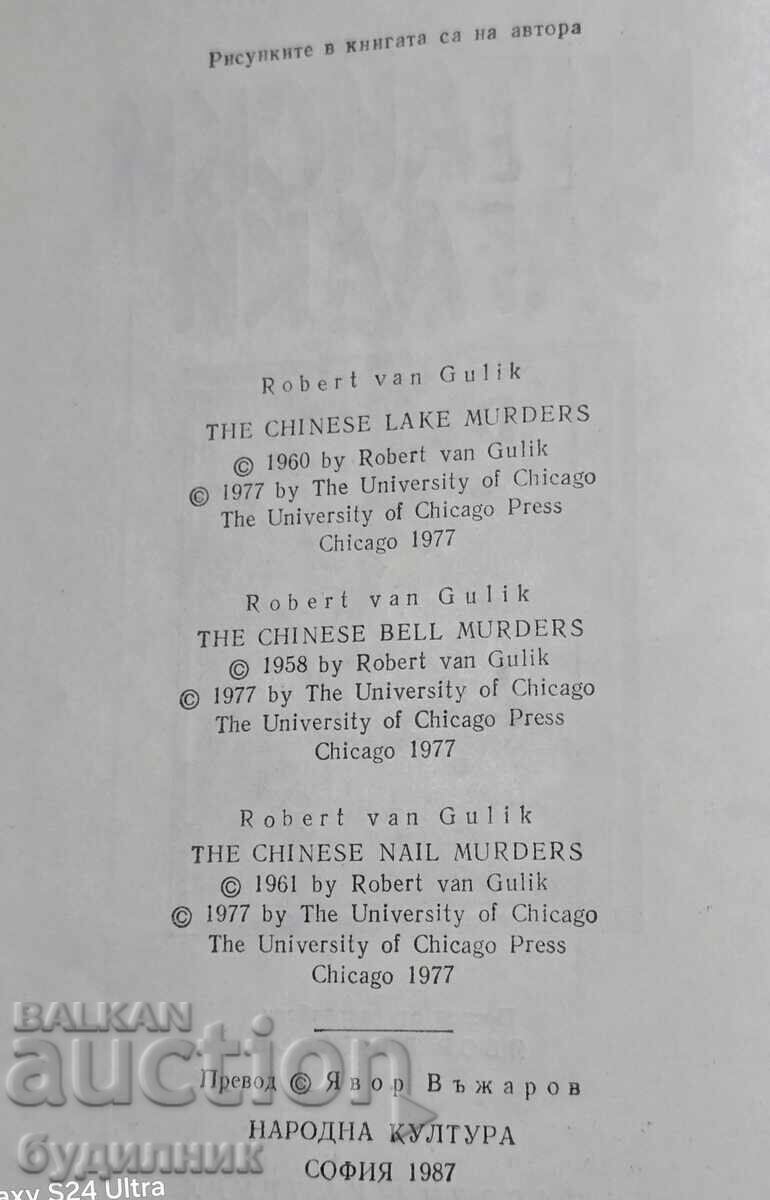 Рисунките в книгата са на автора
Robert van Gulik
THE CHINESE LAKE MURDERS
© 1960 by Robert van Gulik
© 1977 by The University of Chicago
The University of Chicago Press
Chicago 1977
Robert van Gulik
THE CHINESE BELL MURDERS
© 1958 by Robert van Gulik
© 1977 by The University of Chicago
The University of Chicago Press
Chicago 1977
Robert van Gulik
THE CHINESE NAIL MURDERS
© 1961 by Robert van Gulik
© 1977 by The University of Chicago
The University of Chicago Press
Chicago 1977
BALKAN
auction
Превод © Явор Въжаров
НАРОДНА КУЛТУРА
будилник
СОФИЯ 1987
axy S24 Ultra